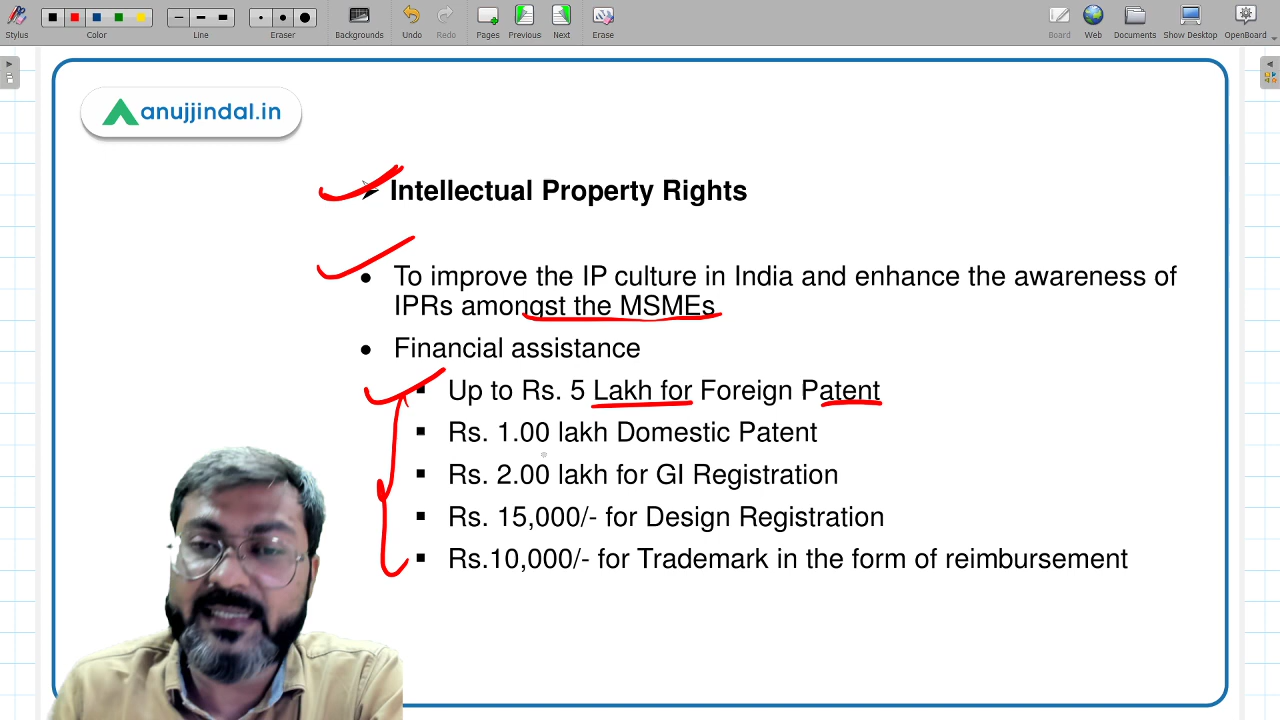 Stylus
Color
Line
Eraser
Backgrounds
Undo
Redo
Pages
Previous
Next
Erase
Board
Web
Documents
Show Desktop
OpenBoard
anujjindal.in
➤ Intellectual Property Rights
• To improve the IP culture in India and enhance the awareness of
IPRs amongst the MSMEs
• Financial assistance
▪ Up to Rs. 5 Lakh for Foreign Patent
▪ Rs. 1.00 lakh Domestic Patent
▪ Rs. 2.00 lakh for GI Registration
▪ Rs. 15,000/- for Design Registration
▪ Rs.10,000/- for Trademark in the form of reimbursement